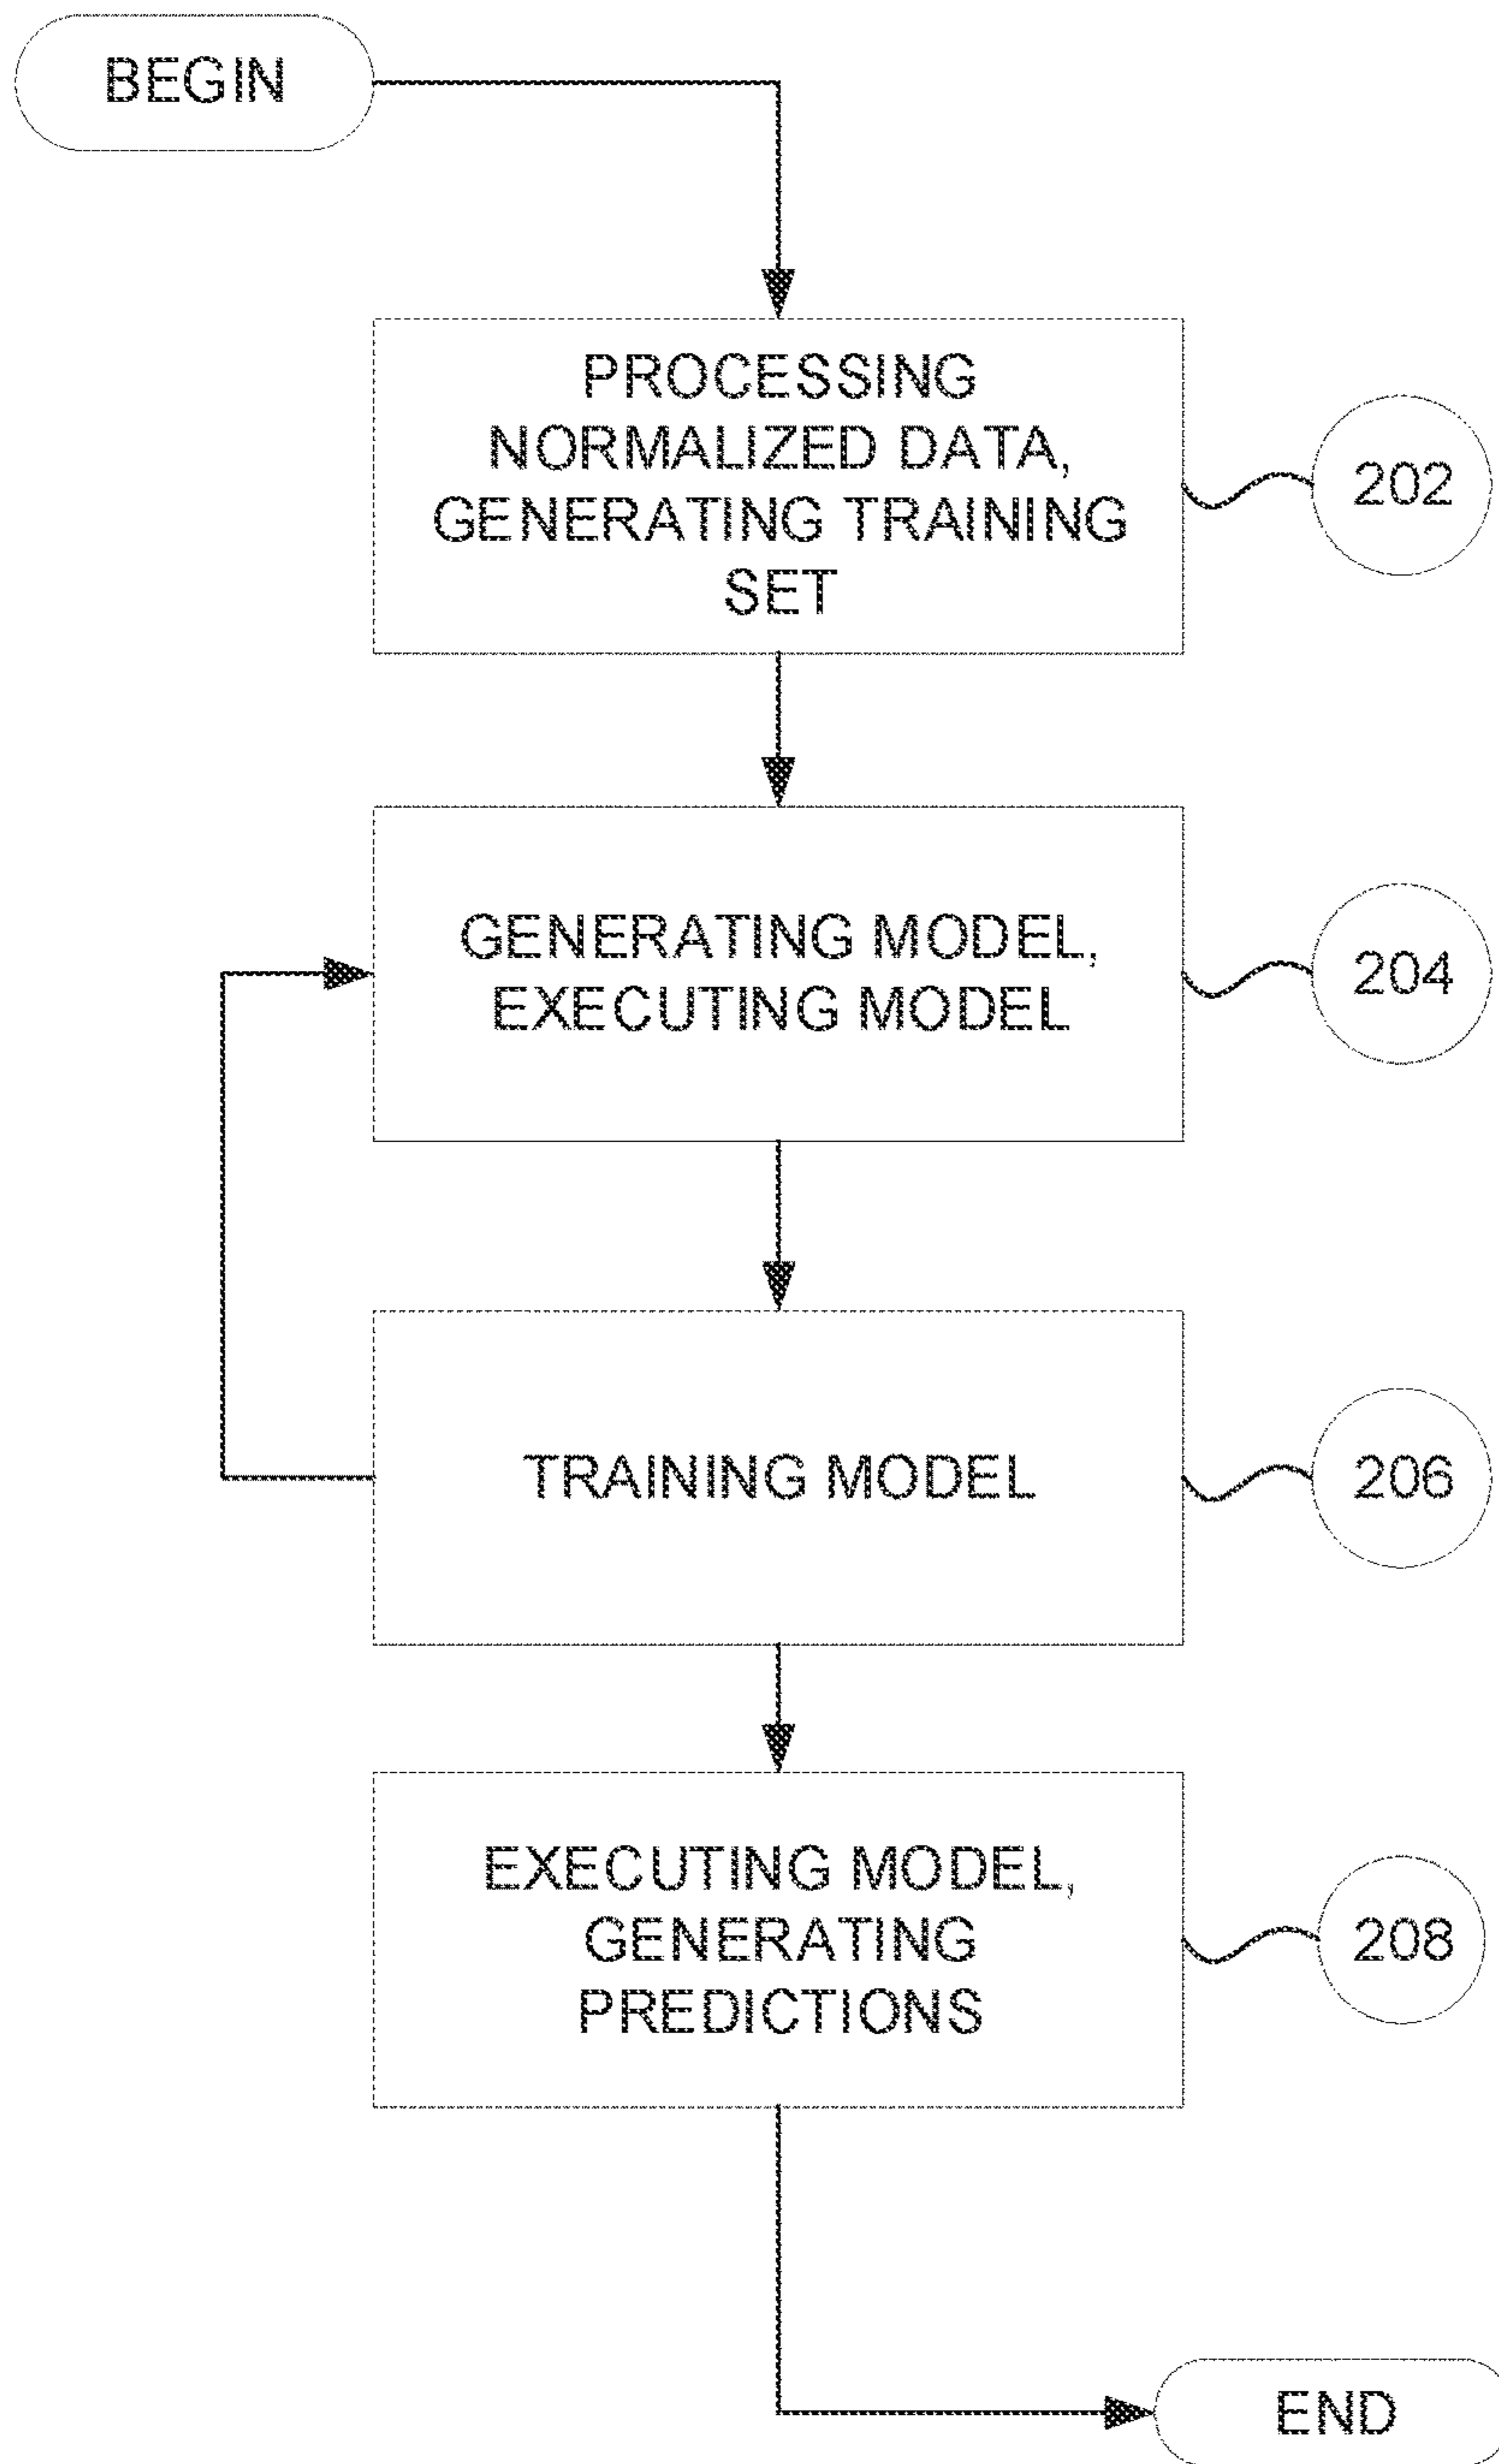 BEGIN
PROCESSING
NORMALIZED DATA,
GENERATING TRAINING
SET
202
GENERATING MODEL,
EXECUTING MODEL
204
TRAINING MODEL
206
EXECUTING MODEL,
GENERATING
PREDICTIONS
208
END